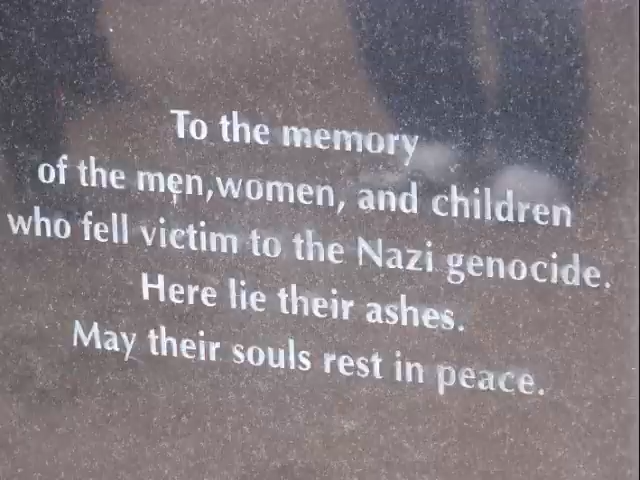 To the memory
of the men,women, and children
who fell victim to the Nazi genocide.
Here lie their ashes.
May their souls rest in peace.